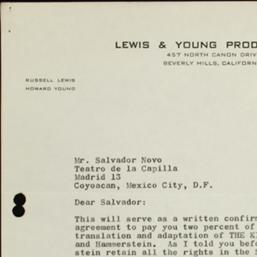 LEWIS & YOUNG PROD
457 NORTH CANON DRIV
BEVERLY HILLS, CALIFORN
RUSSELL LEWIS
HOWARD YOUNG
Mr. Salvador Novo
Teatro de la Capilla
Madrid 13
Coyoacan, Mexico City, D.F.
Dear Salvador:
This will serve as a written confirm
agreement to pay you two percent of
translation and adaptation of THE KI
and Hammerstein. As I told you befo
stein retain all the rights in the